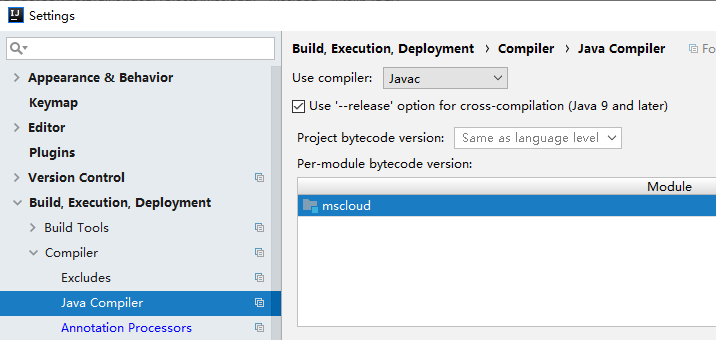 IJ Settings
Build, Execution, Deployment › Compiler › Java Compiler Fo
Appearance & Behavior
Keymap
Editor
Plugins
Version Control
Build, Execution, Deployment
Build Tools
Compiler
Excludes
Java Compiler
Annotation Processors
Use compiler: Javac
Use '--release' option for cross-compilation (Java 9 and later)
Project bytecode version: Same as language level
Per-module bytecode version:
Module
mscloud